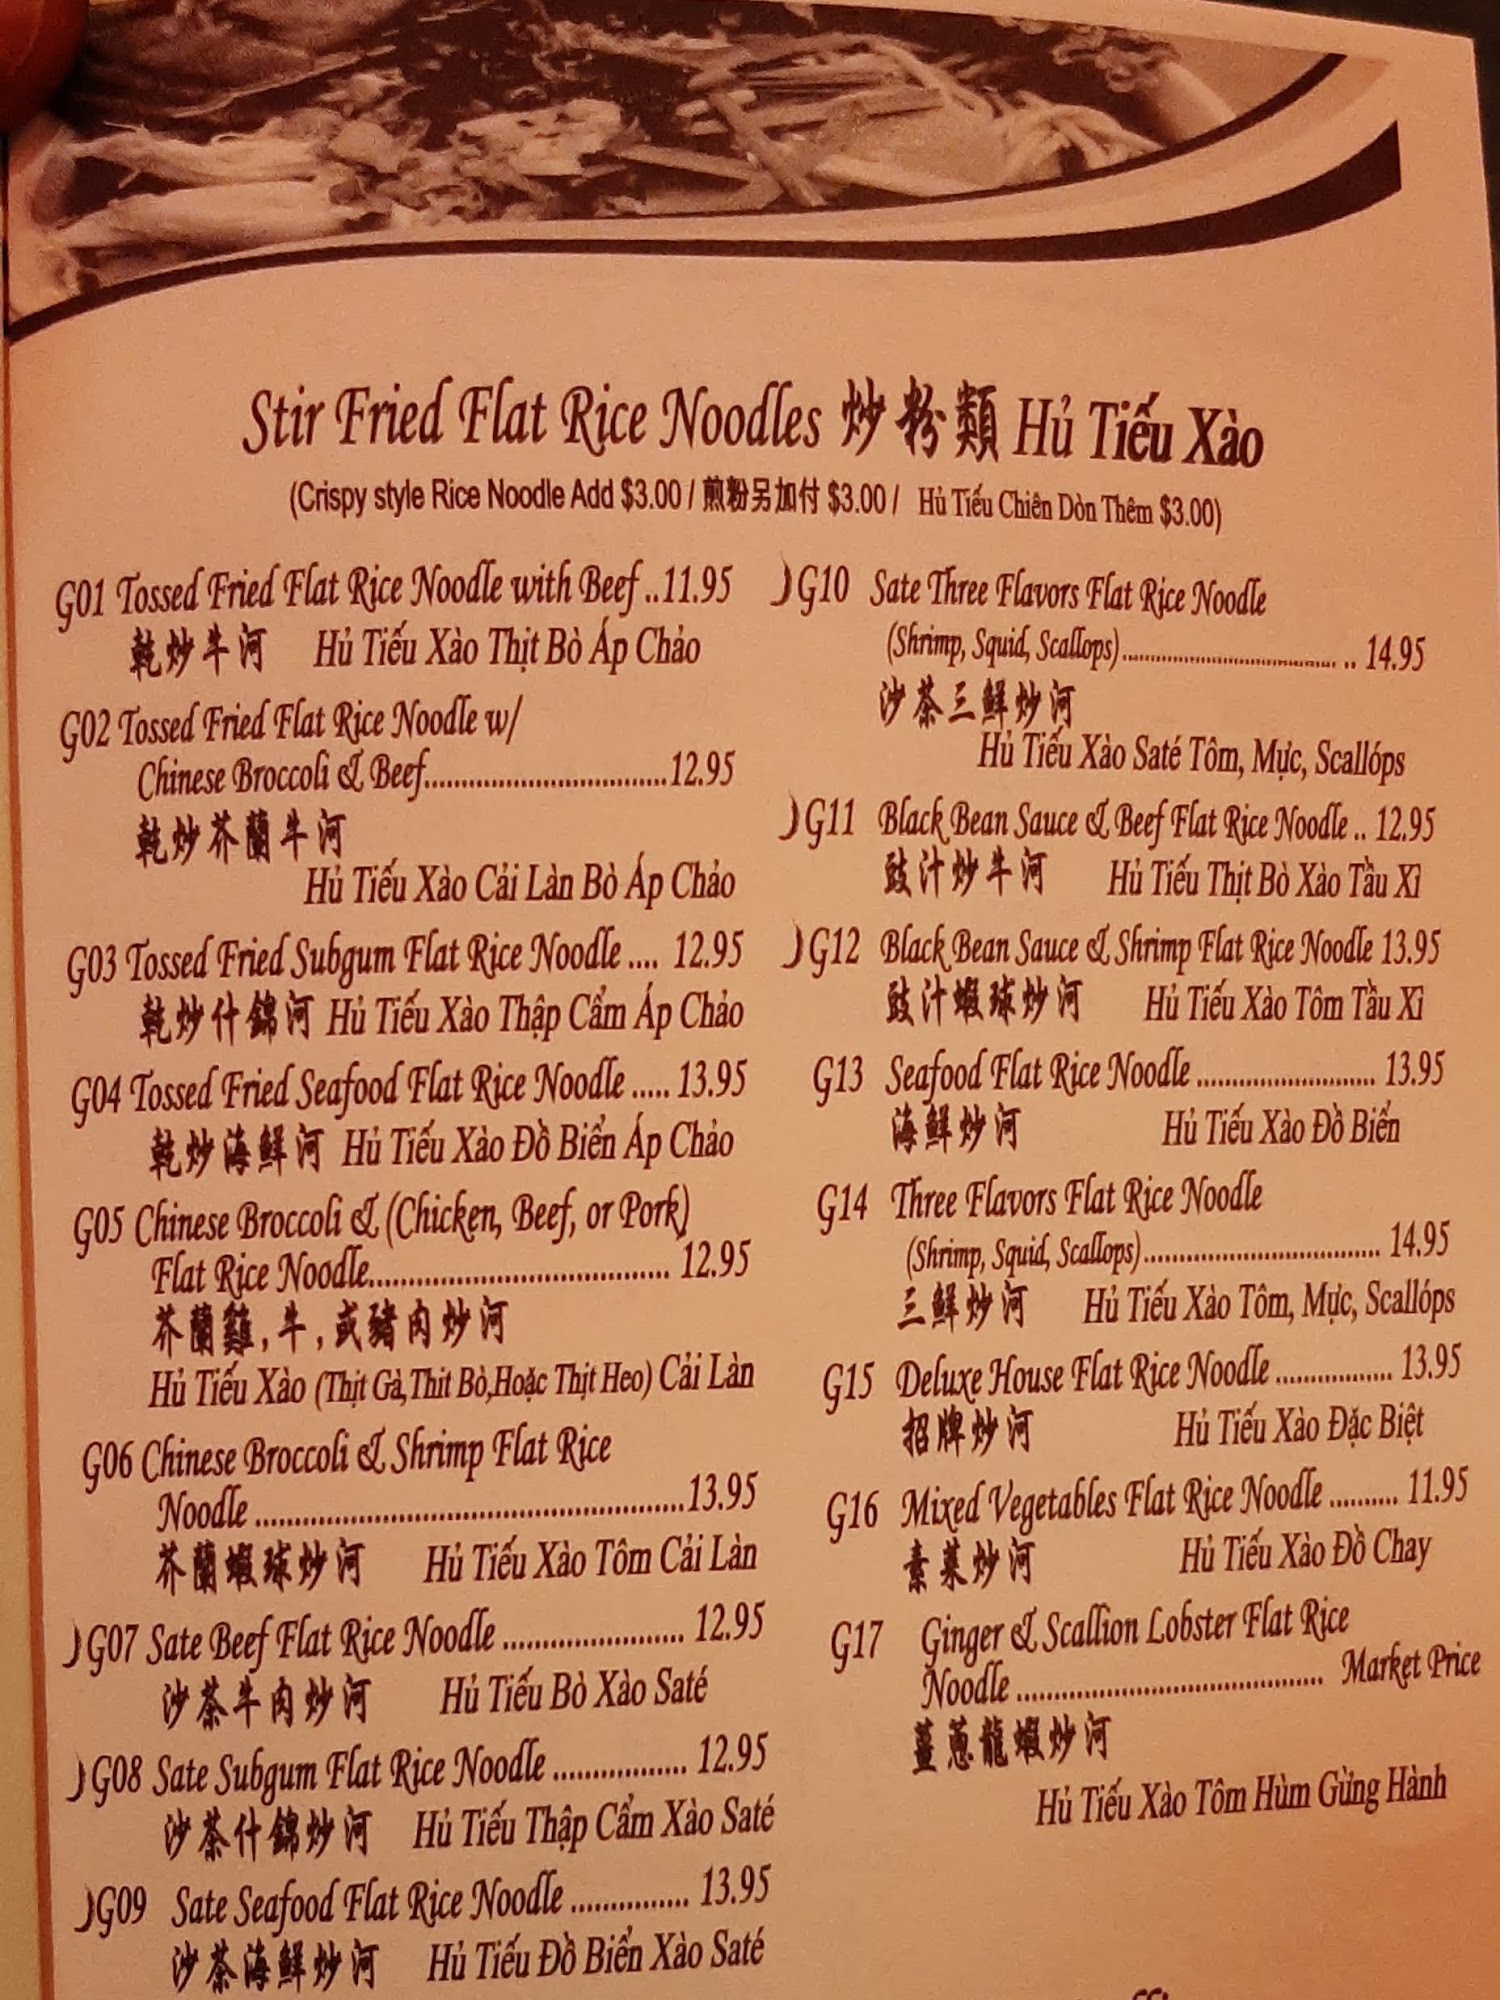 Stir Fried Flat Rice Noodles 炒粉類 Hủ Tiếu Xào
(Crispy style Rice Noodle Add $3.00 / 煎粉另加付 $3.00 / Hủ Tiếu Chiên Dòn Thêm $3.00)
G01 Tossed Fried Flat Rice Noodle with Beef ..11.95
乾炒牛河 Hủ Tiếu Xào Thịt Bò Áp Chảo
G02 Tossed Fried Flat Rice Noodle w/
Chinese Broccoli & Beef..............................12.95
乾炒芥蘭牛河
Hủ Tiếu Xào Cải Làn Bò Áp Chảo
G03 Tossed Fried Subgum Flat Rice Noodle .... 12.95
乾炒什錦河 Hủ Tiếu Xào Thập Cẩm Áp Chảo
G04 Tossed Fried Seafood Flat Rice Noodle ..... 13.95
乾炒海鮮河 Hủ Tiếu Xào Đồ Biển Áp Chảo
G05 Chinese Broccoli & (Chicken, Beef, or Pork)
Flat Rice Noodle...................................... 12.95
芥蘭雞,牛,或豬肉炒河
Hủ Tiếu Xào (Thịt Gà,Thit Bò,Hoặc Thịt Heo) Cải Làn
G06 Chinese Broccoli & Shrimp Flat Rice
Noodle ......................................................13.95
芥蘭蝦球炒河 Hủ Tiếu Xào Tôm Cải Làn
G07 Sate Beef Flat Rice Noodle ....................... 12.95
沙茶牛肉炒河 Hủ Tiếu Bò Xào Saté
G08 Sate Subgum Flat Rice Noodle ................. 12.95
沙茶什錦炒河 Hủ Tiếu Thập Cẩm Xào Saté
G09 Sate Seafood Flat Rice Noodle ............... 13.95
沙茶海鮮炒河 Hủ Tiếu Đồ Biển Xào Saté
G10 Sate Three Flavors Flat Rice Noodle
(Shrimp, Squid, Scallops)..................................... .. 14.95
沙茶三鮮炒河
Hủ Tiếu Xào Saté Tôm, Mực, Scallóps
G11 Black Bean Sauce & Beef Flat Rice Noodle .. 12.95
豉汁炒牛河 Hủ Tiếu Thịt Bò Xào Tầu Xì
G12 Black Bean Sauce & Shrimp Flat Rice Noodle 13.95
豉汁蝦球炒河 Hủ Tiếu Xào Tôm Tầu Xì
G13 Seafood Flat Rice Noodle .......................... 13.95
海鮮炒河 Hủ Tiếu Xào Đồ Biển
G14 Three Flavors Flat Rice Noodle
(Shrimp, Squid, Scallops).................................. 14.95
三鮮炒河 Hủ Tiếu Xào Tôm, Mực, Scallóps
G15 Deluxe House Flat Rice Noodle ................. 13.95
招牌炒河 Hủ Tiếu Xào Đặc Biệt
G16 Mixed Vegetables Flat Rice Noodle .......... 11.95
素菜炒河 Hủ Tiếu Xào Đồ Chay
G17 Ginger & Scallion Lobster Flat Rice
Noodle ......................................... Market Price
薑蔥龍蝦炒河
Hủ Tiếu Xào Tôm Hùm Gừng Hành